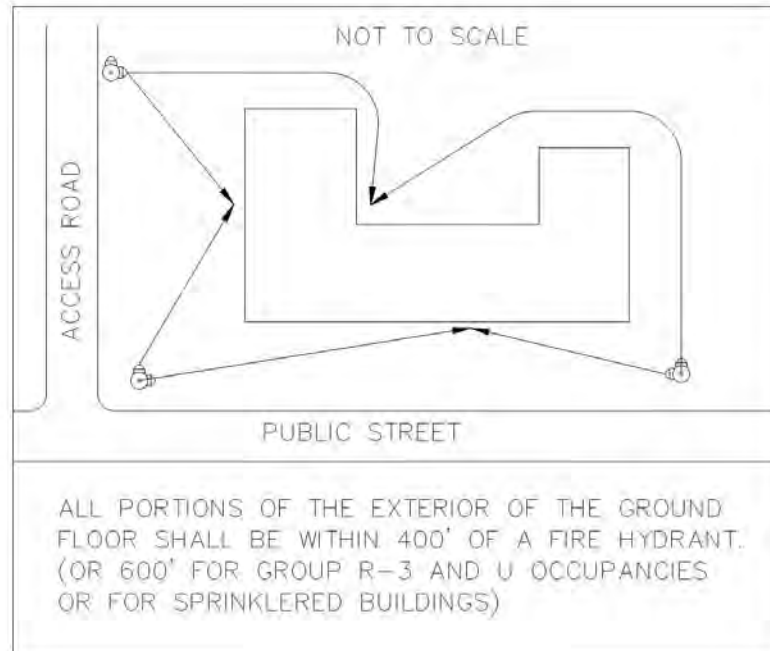 NOT TO SCALE
ACCESS ROAD
PUBLIC STREET
ALL PORTIONS OF THE EXTERIOR OF THE GROUND
FLOOR SHALL BE WITHIN 400' OF A FIRE HYDRANT.
(OR 600' FOR GROUP R-3 AND U OCCUPANCIES
OR FOR SPRINKLERED BUILDINGS)